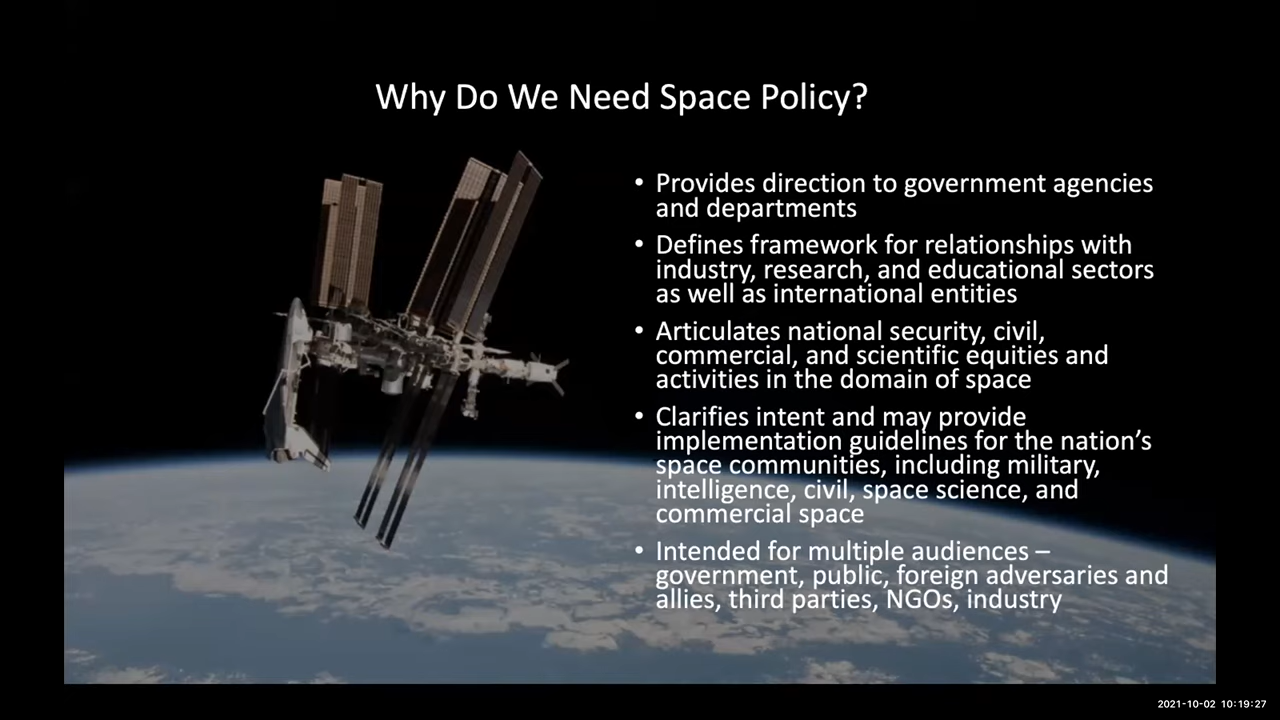 Why Do We Need Space Policy?
• Provides direction to government agencies
and departments
• Defines framework for relationships with
industry, research, and educational sectors
as well as international entities
• Articulates national security, civil,
commercial, and scientific equities and
activities in the domain of space
• Clarifies intent and may provide
implementation guidelines for the nation’s
space communities, including military,
intelligence, civil, space science, and
commercial space
• Intended for multiple audiences –
government, public, foreign adversaries and
allies, third parties, NGOs, industry
2021-10-02 10:19:27